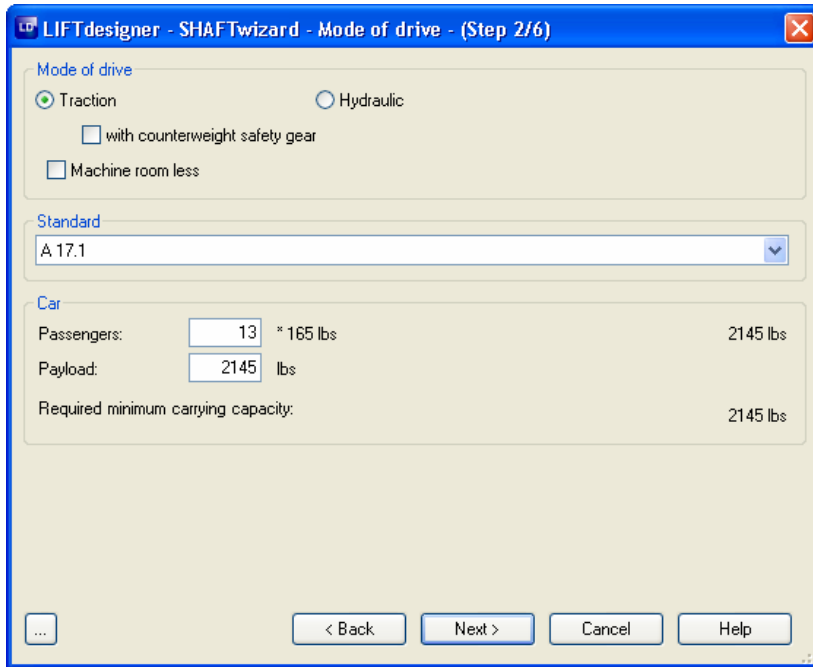 LD LIFTdesigner - SHAFTwizard - Mode of drive - (Step 2/6)
Mode of drive
Traction Hydraulic
with counterweight safety gear
Machine room less
Standard
A 17.1
Car
Passengers: 13 * 165 lbs 2145 lbs
Payload: 2145 lbs
Required minimum carrying capacity: 2145 lbs
... < Back Next > Cancel Help